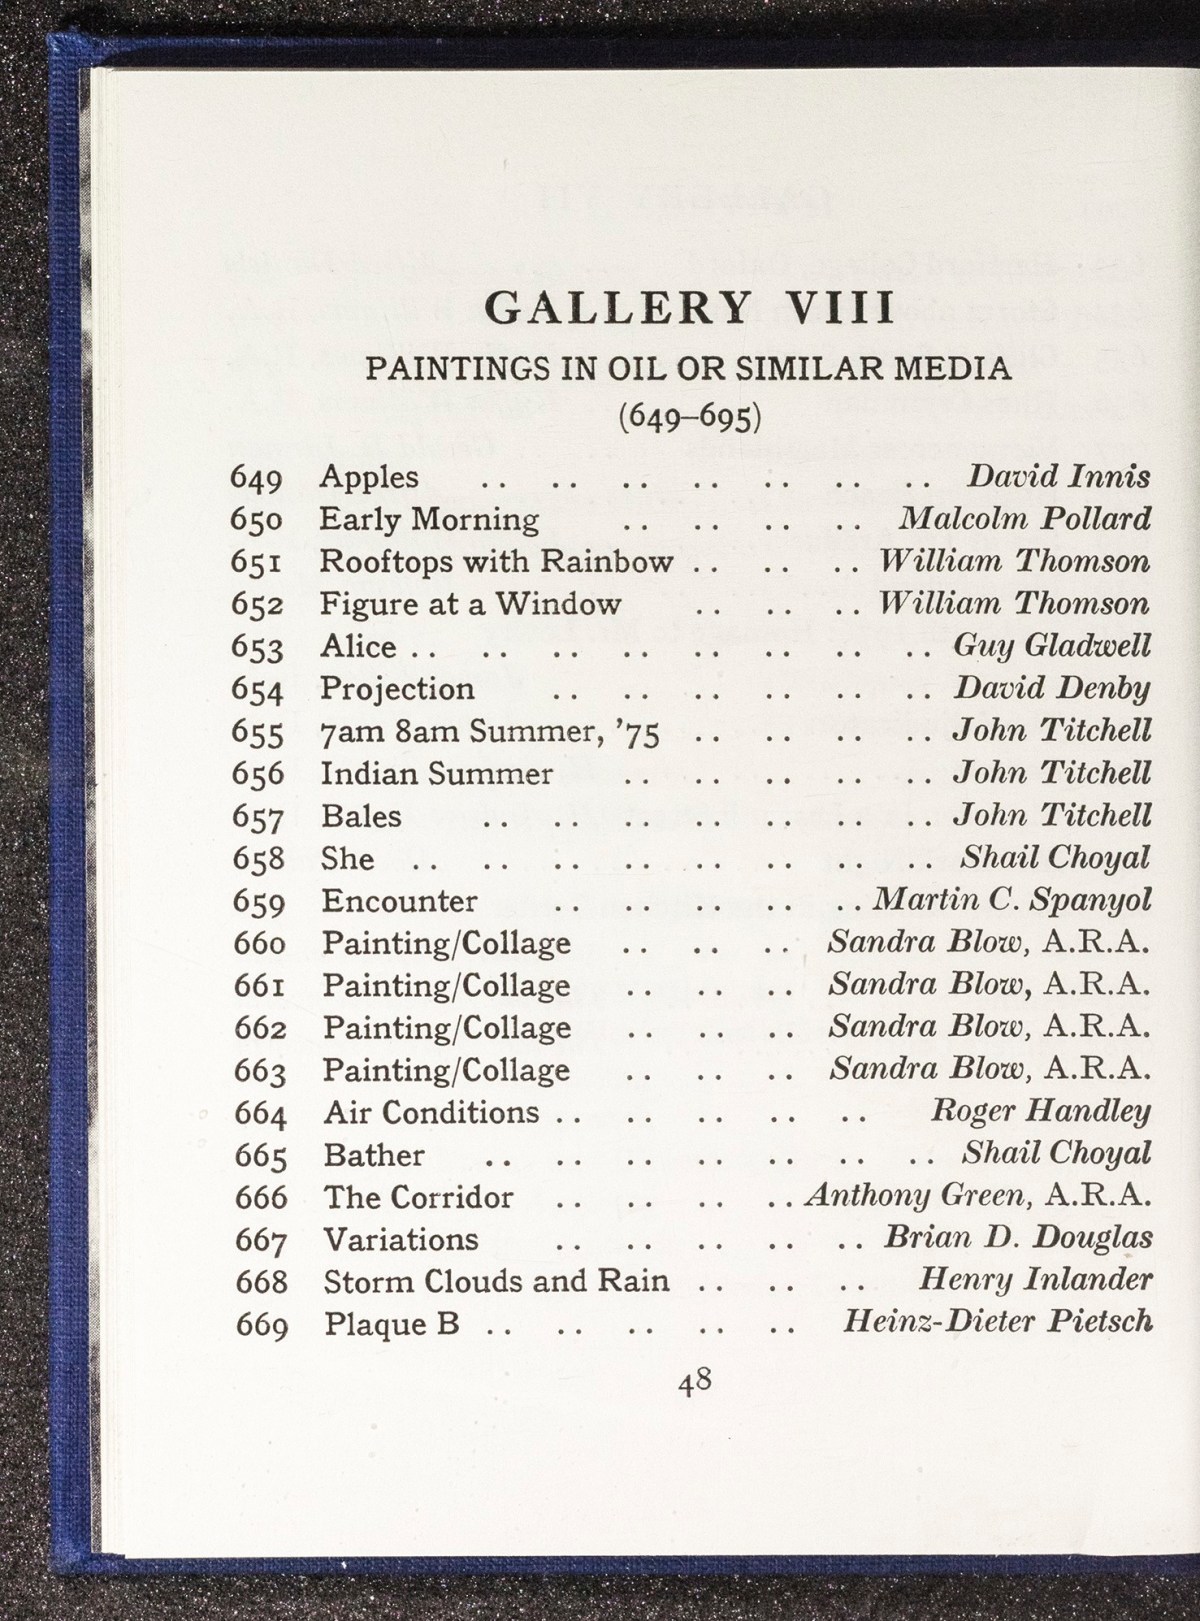 GALLERY VIII
PAINTINGS IN OIL OR SIMILAR MEDIA
(649–695)
649 Apples .. .. .. .. .. .. .. David Innis
650 Early Morning .. .. .. .. Malcolm Pollard
651 Rooftops with Rainbow .. .. .. William Thomson
652 Figure at a Window .. .. .. William Thomson
653 Alice .. .. .. .. .. .. .. .. Guy Gladwell
654 Projection .. .. .. .. .. .. David Denby
655 7am 8am Summer, ’75 .. .. .. .. John Titchell
656 Indian Summer .. .. .. .. .. John Titchell
657 Bales .. .. .. .. .. .. .. John Titchell
658 She .. .. .. .. .. .. .. .. Shail Choyal
659 Encounter .. .. .. .. .. Martin C. Spanyol
660 Painting/Collage .. .. .. Sandra Blow, A.R.A.
661 Painting/Collage .. .. .. Sandra Blow, A.R.A.
662 Painting/Collage .. .. .. Sandra Blow, A.R.A.
663 Painting/Collage .. .. .. Sandra Blow, A.R.A.
664 Air Conditions .. .. .. .. .. Roger Handley
665 Bather .. .. .. .. .. .. .. Shail Choyal
666 The Corridor .. .. .. .. Anthony Green, A.R.A.
667 Variations .. .. .. .. .. Brian D. Douglas
668 Storm Clouds and Rain .. .. .. Henry Inlander
669 Plaque B .. .. .. .. .. Heinz-Dieter Pietsch
48